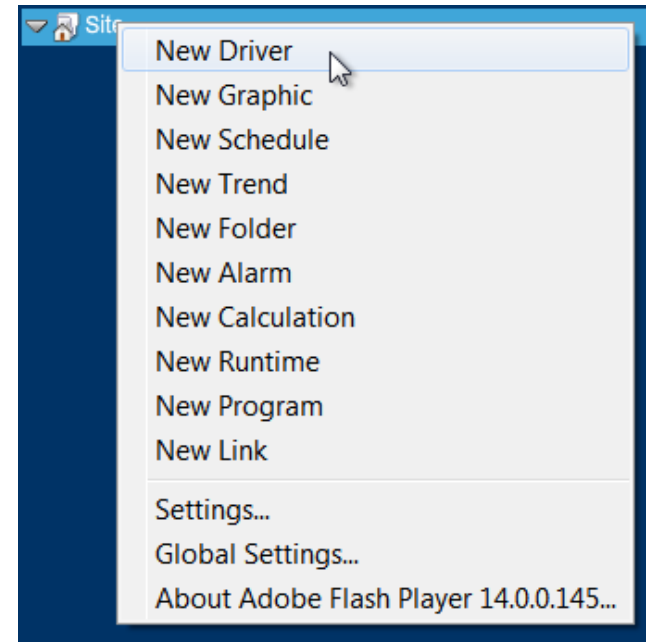 Site
New Driver
New Graphic
New Schedule
New Trend
New Folder
New Alarm
New Calculation
New Runtime
New Program
New Link
Settings...
Global Settings...
About Adobe Flash Player 14.0.0.145...